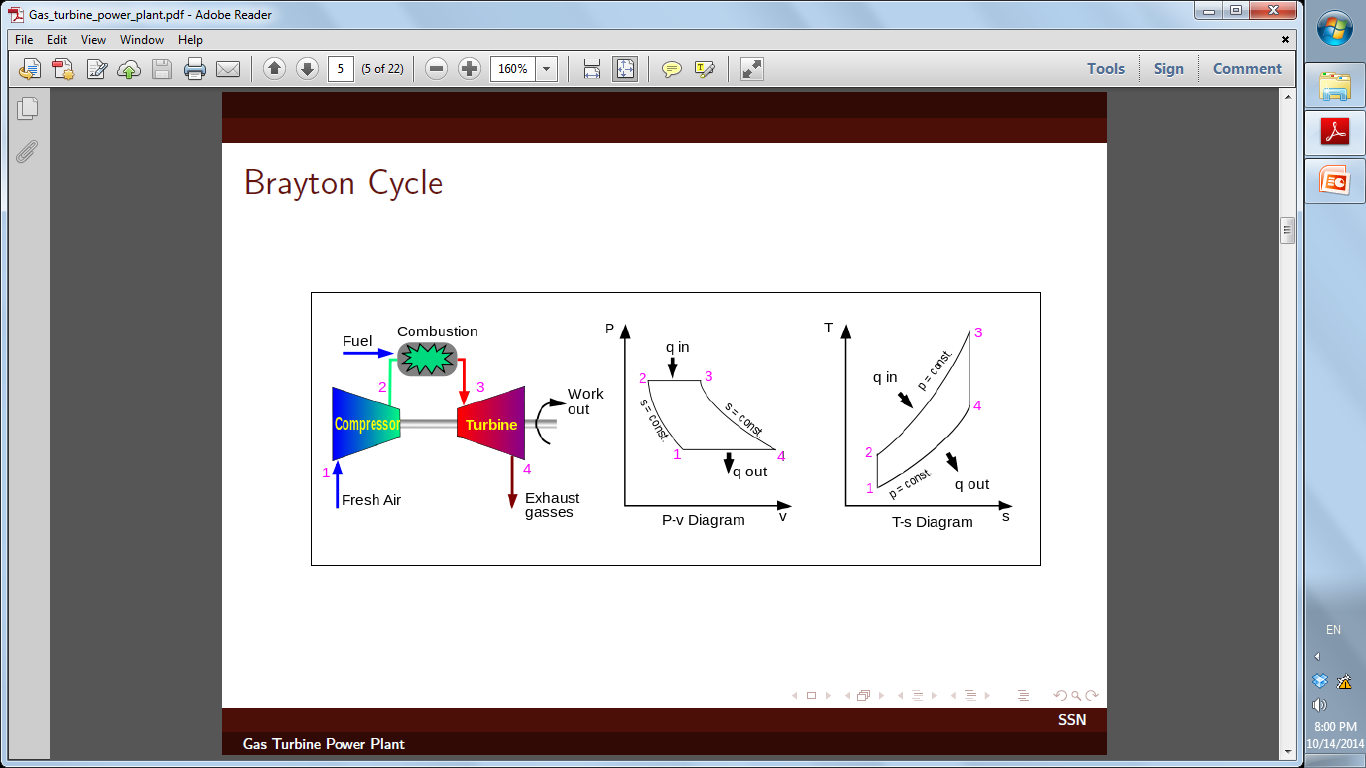 Gas_turbine_power_plant.pdf - Adobe Reader
File Edit View Window Help
5 (5 of 22) 160% Tools Sign Comment
Brayton Cycle
Fuel
Combustion
2
3
Compressor
Turbine
Work
out
1
4
Fresh Air
Exhaust
gasses
P
q in
2
3
s = const.
s = const.
1
4
q out
P-v Diagram
v
T
3
q in
p = const.
4
2
1
p = const.
q out
T-s Diagram
s
SSN
Gas Turbine Power Plant
EN
8:00 PM
10/14/2014